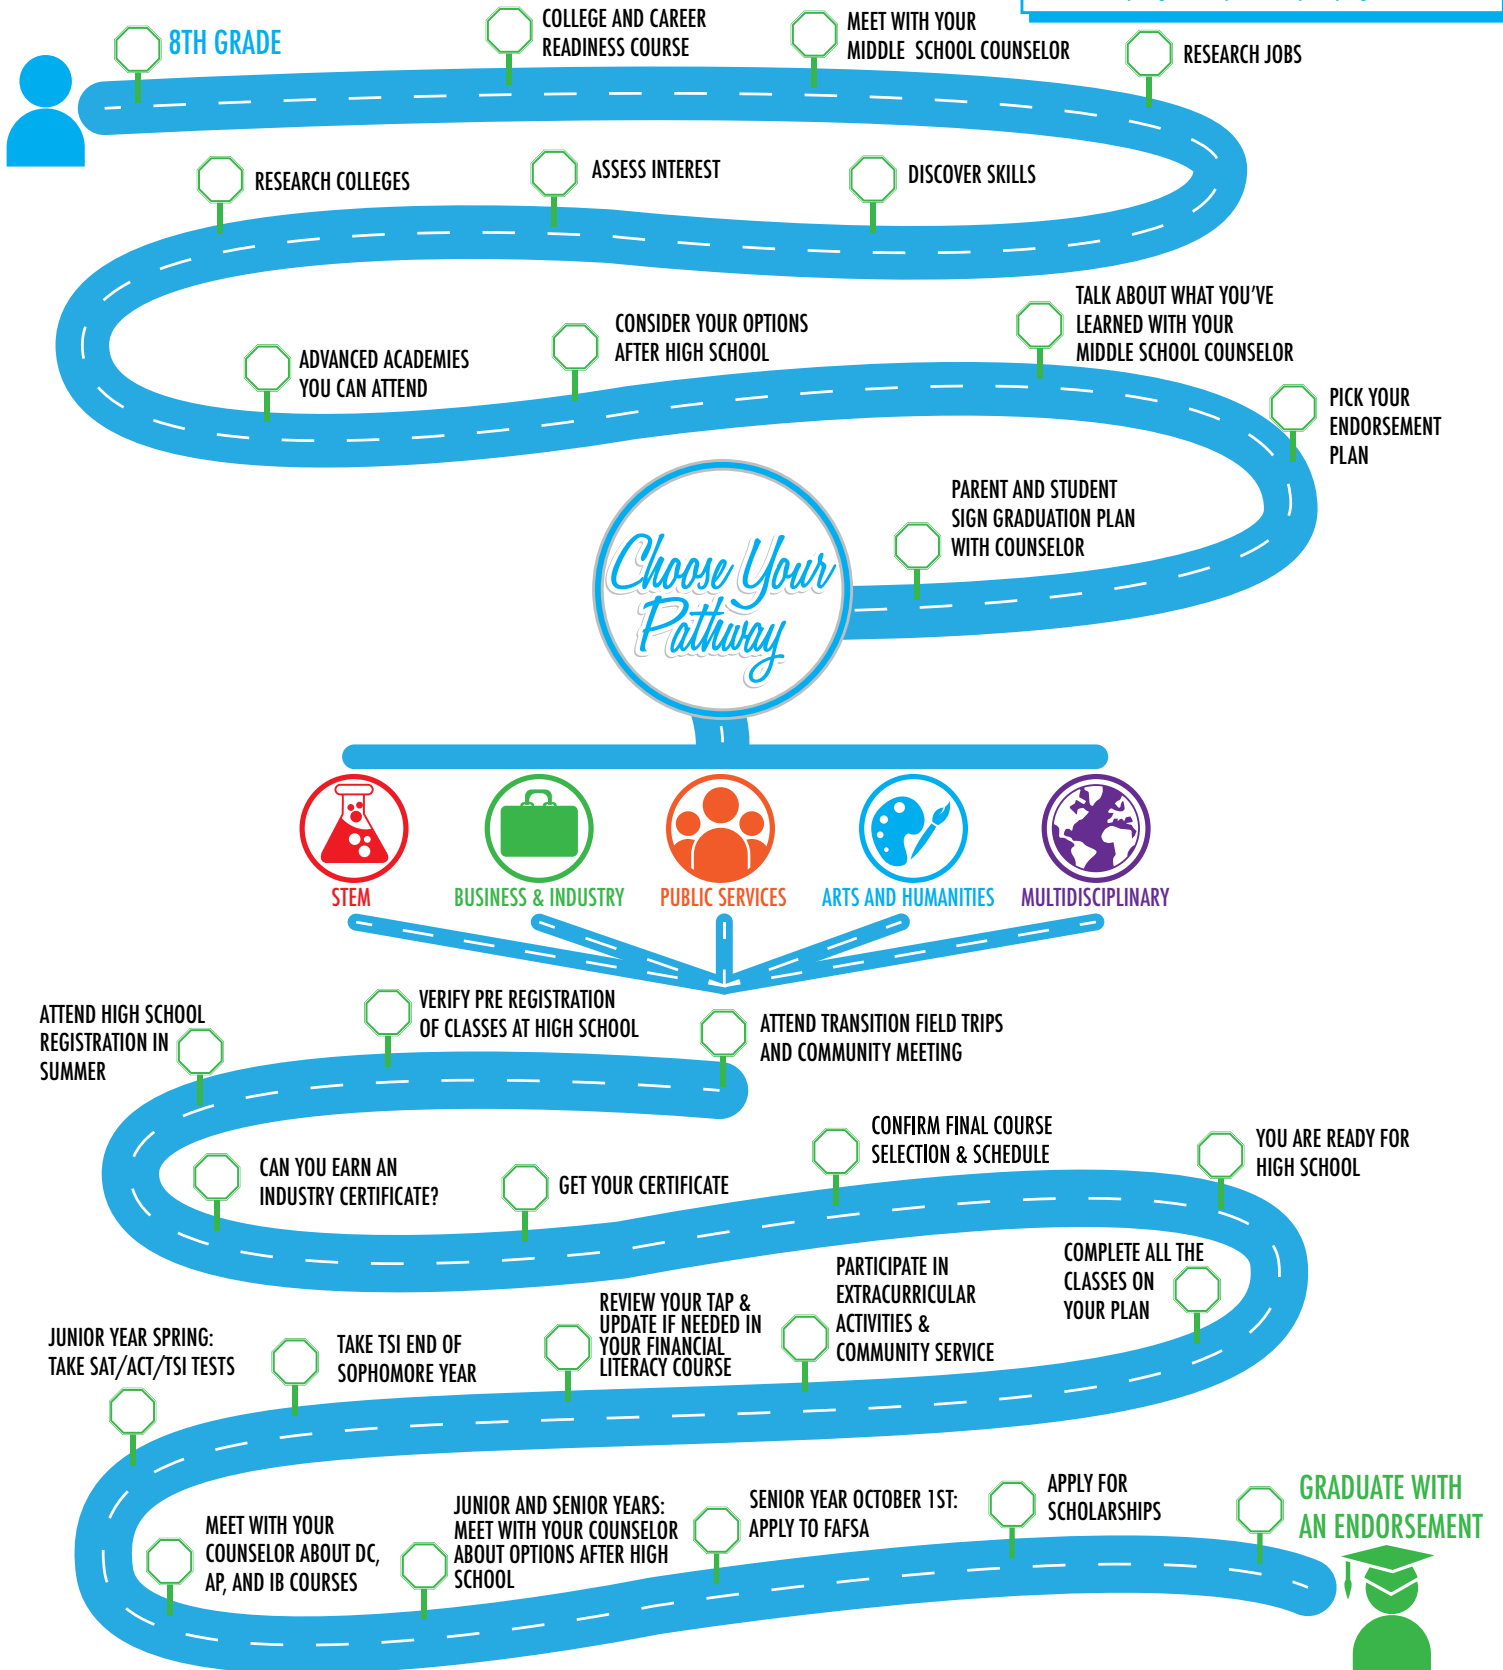 8TH GRADE
COLLEGE AND CAREER
READINESS COURSE
MEET WITH YOUR
MIDDLE SCHOOL COUNSELOR
RESEARCH JOBS
DISCOVER SKILLS
ASSESS INTEREST
RESEARCH COLLEGES
ADVANCED ACADEMIES
YOU CAN ATTEND
CONSIDER YOUR OPTIONS
AFTER HIGH SCHOOL
TALK ABOUT WHAT YOU'VE
LEARNED WITH YOUR
MIDDLE SCHOOL COUNSELOR
PICK YOUR
ENDORSEMENT
PLAN
PARENT AND STUDENT
SIGN GRADUATION PLAN
WITH COUNSELOR
Choose Your
Pathway
STEM
BUSINESS & INDUSTRY
PUBLIC SERVICES
ARTS AND HUMANITIES
MULTIDISCIPLINARY
ATTEND TRANSITION FIELD TRIPS
AND COMMUNITY MEETING
VERIFY PRE REGISTRATION
OF CLASSES AT HIGH SCHOOL
ATTEND HIGH SCHOOL
REGISTRATION IN
SUMMER
CAN YOU EARN AN
INDUSTRY CERTIFICATE?
GET YOUR CERTIFICATE
CONFIRM FINAL COURSE
SELECTION & SCHEDULE
YOU ARE READY FOR
HIGH SCHOOL
COMPLETE ALL THE
CLASSES ON
YOUR PLAN
PARTICIPATE IN
EXTRACURRICULAR
ACTIVITIES &
COMMUNITY SERVICE
REVIEW YOUR TAP &
UPDATE IF NEEDED IN
YOUR FINANCIAL
LITERACY COURSE
TAKE TSI END OF
SOPHOMORE YEAR
JUNIOR YEAR SPRING:
TAKE SAT/ACT/TSI TESTS
MEET WITH YOUR
COUNSELOR ABOUT DC,
AP, AND IB COURSES
JUNIOR AND SENIOR YEARS:
MEET WITH YOUR COUNSELOR
ABOUT OPTIONS AFTER HIGH
SCHOOL
SENIOR YEAR OCTOBER 1ST:
APPLY TO FAFSA
APPLY FOR
SCHOLARSHIPS
GRADUATE WITH
AN ENDORSEMENT